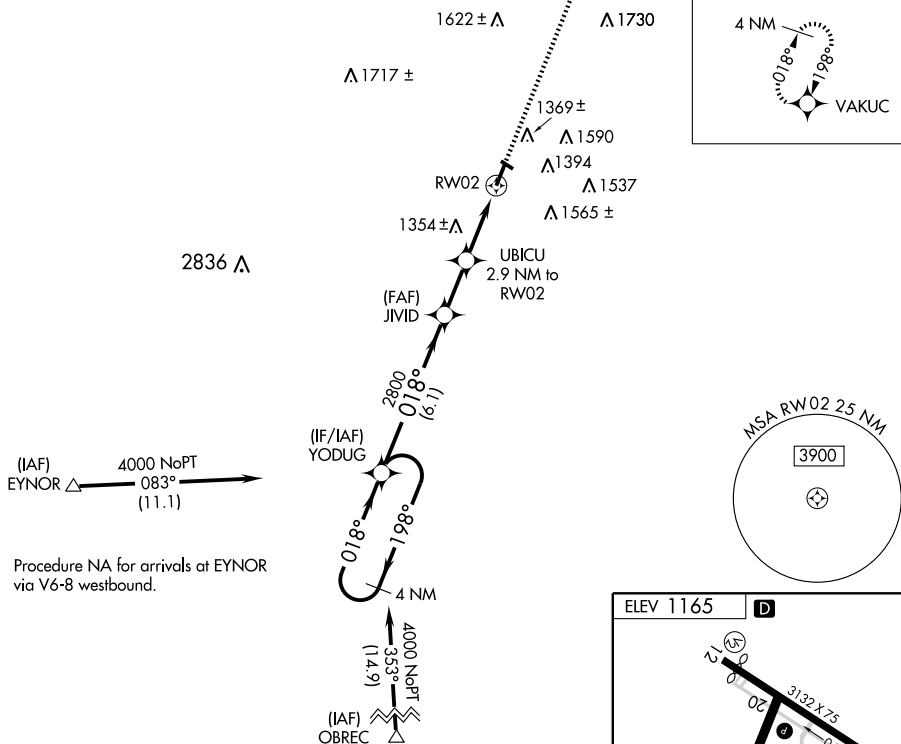 1622 ±
1730
4 NM
018°
198°
VAKUC
1717 ±
1369 ±
1590
1394
RW02
1537
1565 ±
1354 ±
UBICU
2.9 NM to
RW02
2836
(FAF)
JIVID
2800
018°
(6.1)
MSA RW02 25 NM
3900
(IF/IAF)
YODUG
(IAF)
EYNOR
4000 NoPT
083°
(11.1)
018°
198°
Procedure NA for arrivals at EYNOR
via V6-8 westbound.
4 NM
4000 NoPT
353°
(14.9)
(IAF)
OBREC
ELEV 1165
D
12
V5
3132 X 75
20
P